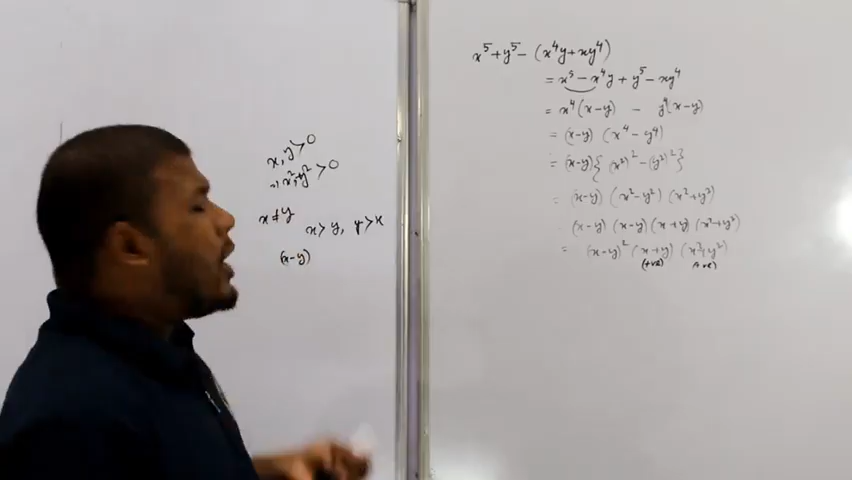 x, y > 0
⇒ x², y² > 0
x ≠ y
x > y, y > x
(x-y)
x⁵ + y⁵ - (x⁴y + xy⁴)
= x⁵ - x⁴y + y⁵ - xy⁴
= x⁴(x-y) - y⁴(x-y)
= (x-y) (x⁴ - y⁴)
= (x-y) {(x²)² - (y²)²}
= (x-y) (x² - y²) (x² + y²)
(x-y) (x-y) (x+y) (x² + y²)
= (x-y)² (x+y) (x² + y²)
(+ve) (+ve)